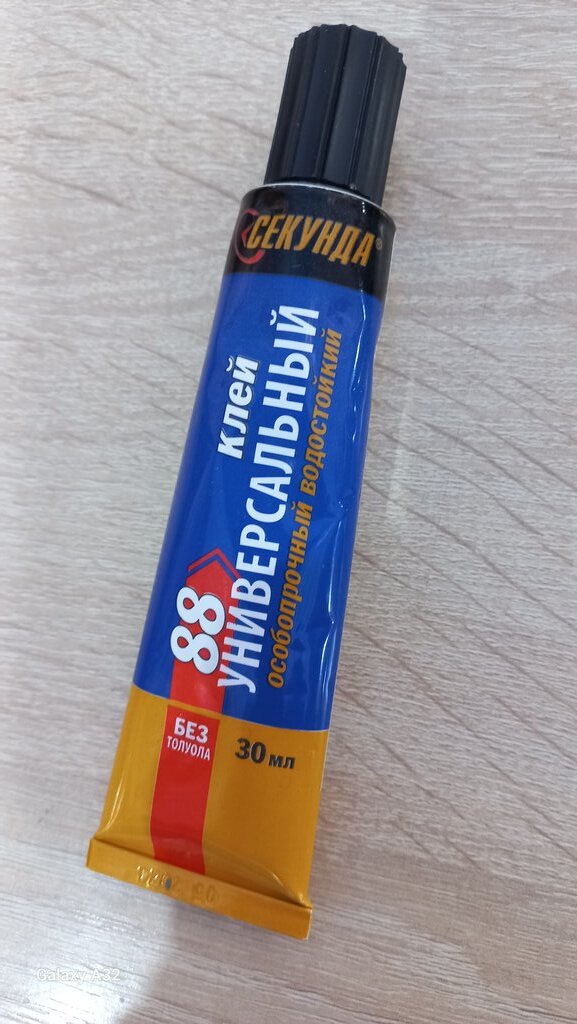 СЕКУНДА®
клей
88 УНИВЕРСАЛЬНЫЙ
особопрочный водостойкий
БЕЗ
ТОЛУОЛА
30 мл
Galaxy A32